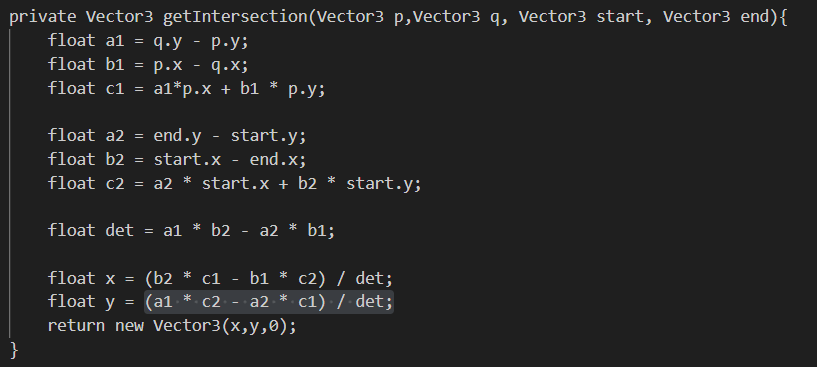 private Vector3 getIntersection(Vector3 p,Vector3 q, Vector3 start, Vector3 end){
float a1 = q.y - p.y;
float b1 = p.x - q.x;
float c1 = a1*p.x + b1 * p.y;
float a2 = end.y - start.y;
float b2 = start.x - end.x;
float c2 = a2 * start.x + b2 * start.y;
float det = a1 * b2 - a2 * b1;
float x = (b2 * c1 - b1 * c2) / det;
float y = (a1 * c2 - a2 * c1) / det;
return new Vector3(x,y,0);
}